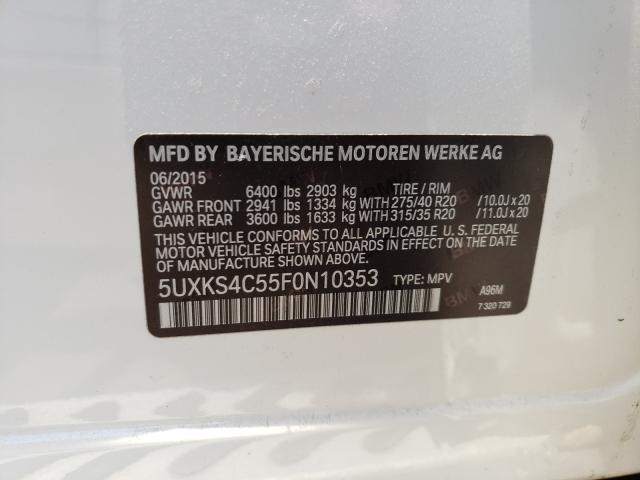 MFD BY BAYERISCHE MOTOREN WERKE AG
06/2015
GVWR 6400 lbs 2903 kg TIRE / RIM
GAWR FRONT 2941 lbs 1334 kg WITH 275/40 R20 /10.0J x 20
GAWR REAR 3600 lbs 1633 kg WITH 315/35 R20 /11.0J x 20
THIS VEHICLE CONFORMS TO ALL APPLICABLE U. S. FEDERAL
MOTOR VEHICLE SAFETY STANDARDS IN EFFECT ON THE DATE
OF MANUFACTURE SHOWN ABOVE.
5UXKS4C55F0N10353 TYPE: MPV
A96M
7 320 729